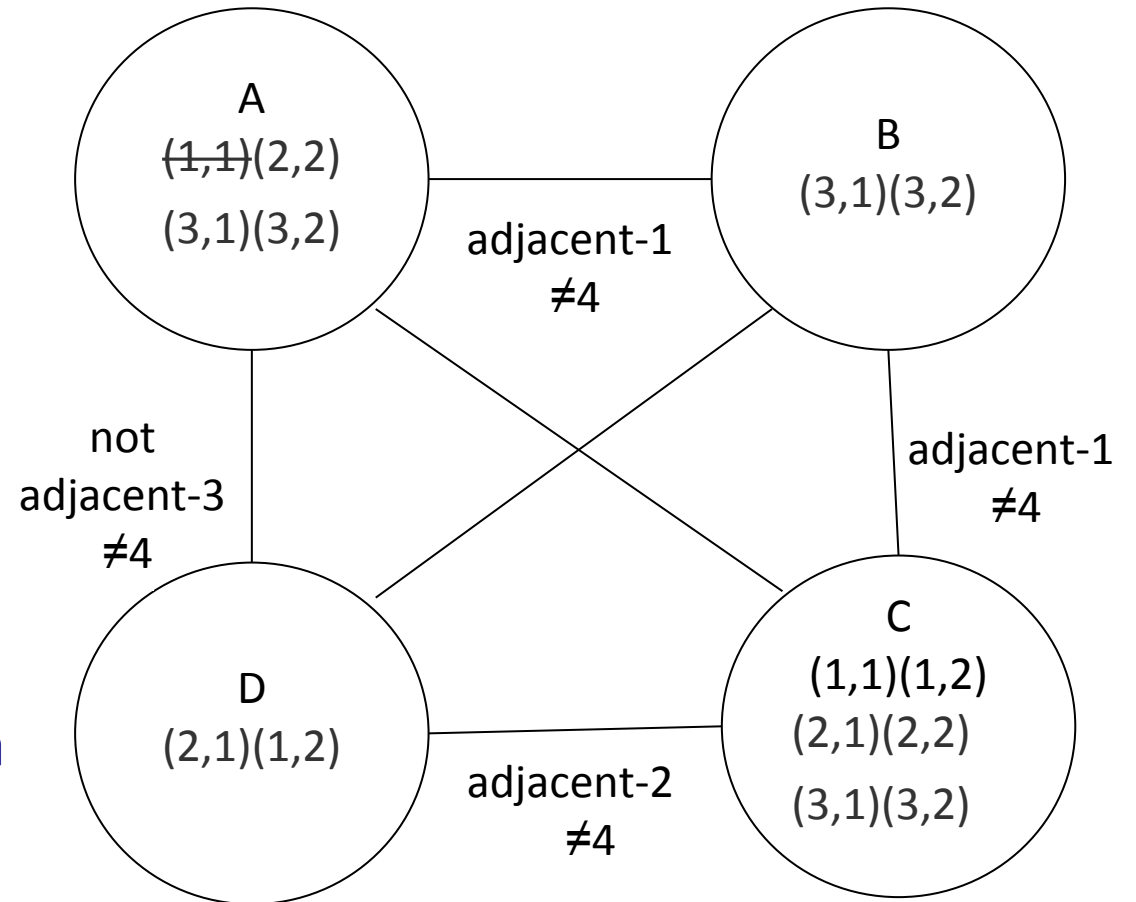 A
(1,1)(2,2)
(3,1)(3,2)
B
(3,1)(3,2)
adjacent-1
≠4
not
adjacent-3
≠4
adjacent-1
≠4
D
(2,1)(1,2)
adjacent-2
≠4
C
(1,1)(1,2)
(2,1)(2,2)
(3,1)(3,2)